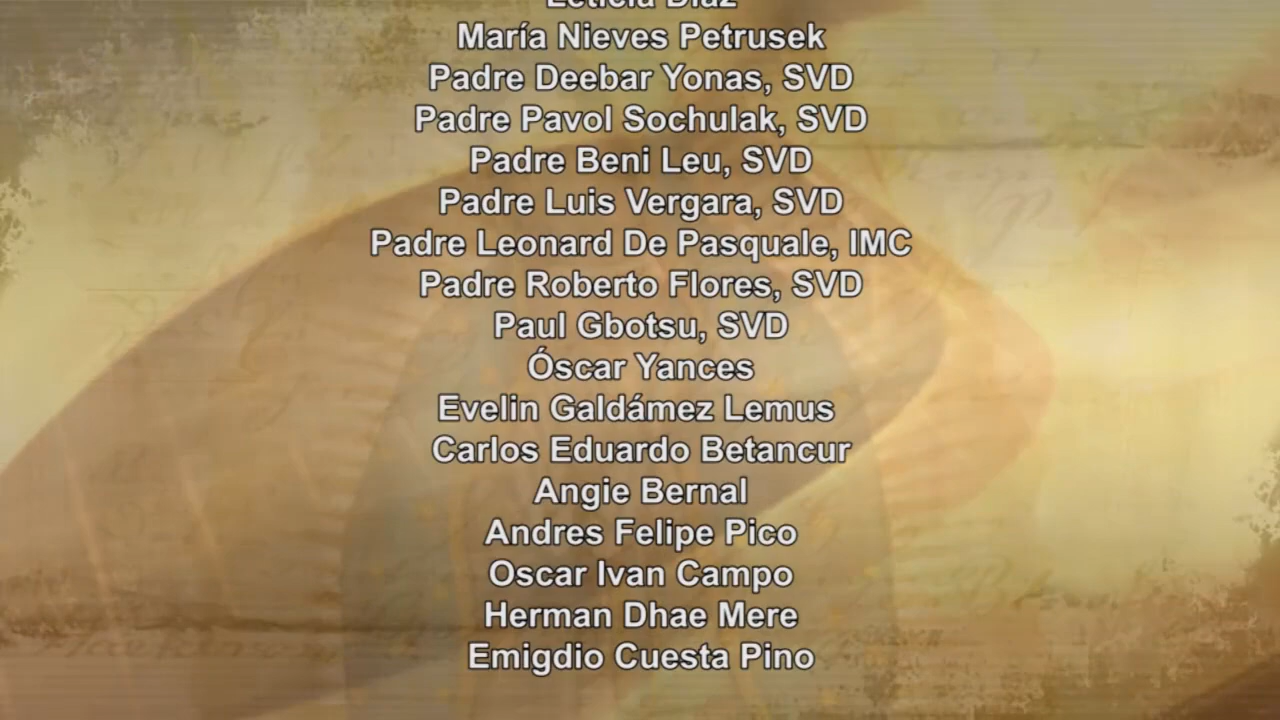 Leticia Díaz
María Nieves Petrusek
Padre Deebar Yonas, SVD
Padre Pavol Sochulak, SVD
Padre Beni Leu, SVD
Padre Luis Vergara, SVD
Padre Leonard De Pasquale, IMC
Padre Roberto Flores, SVD
Paul Gbotsu, SVD
Óscar Yances
Evelin Galdámez Lemus
Carlos Eduardo Betancur
Angie Bernal
Andres Felipe Pico
Oscar Ivan Campo
Herman Dhae Mere
Emigdio Cuesta Pino